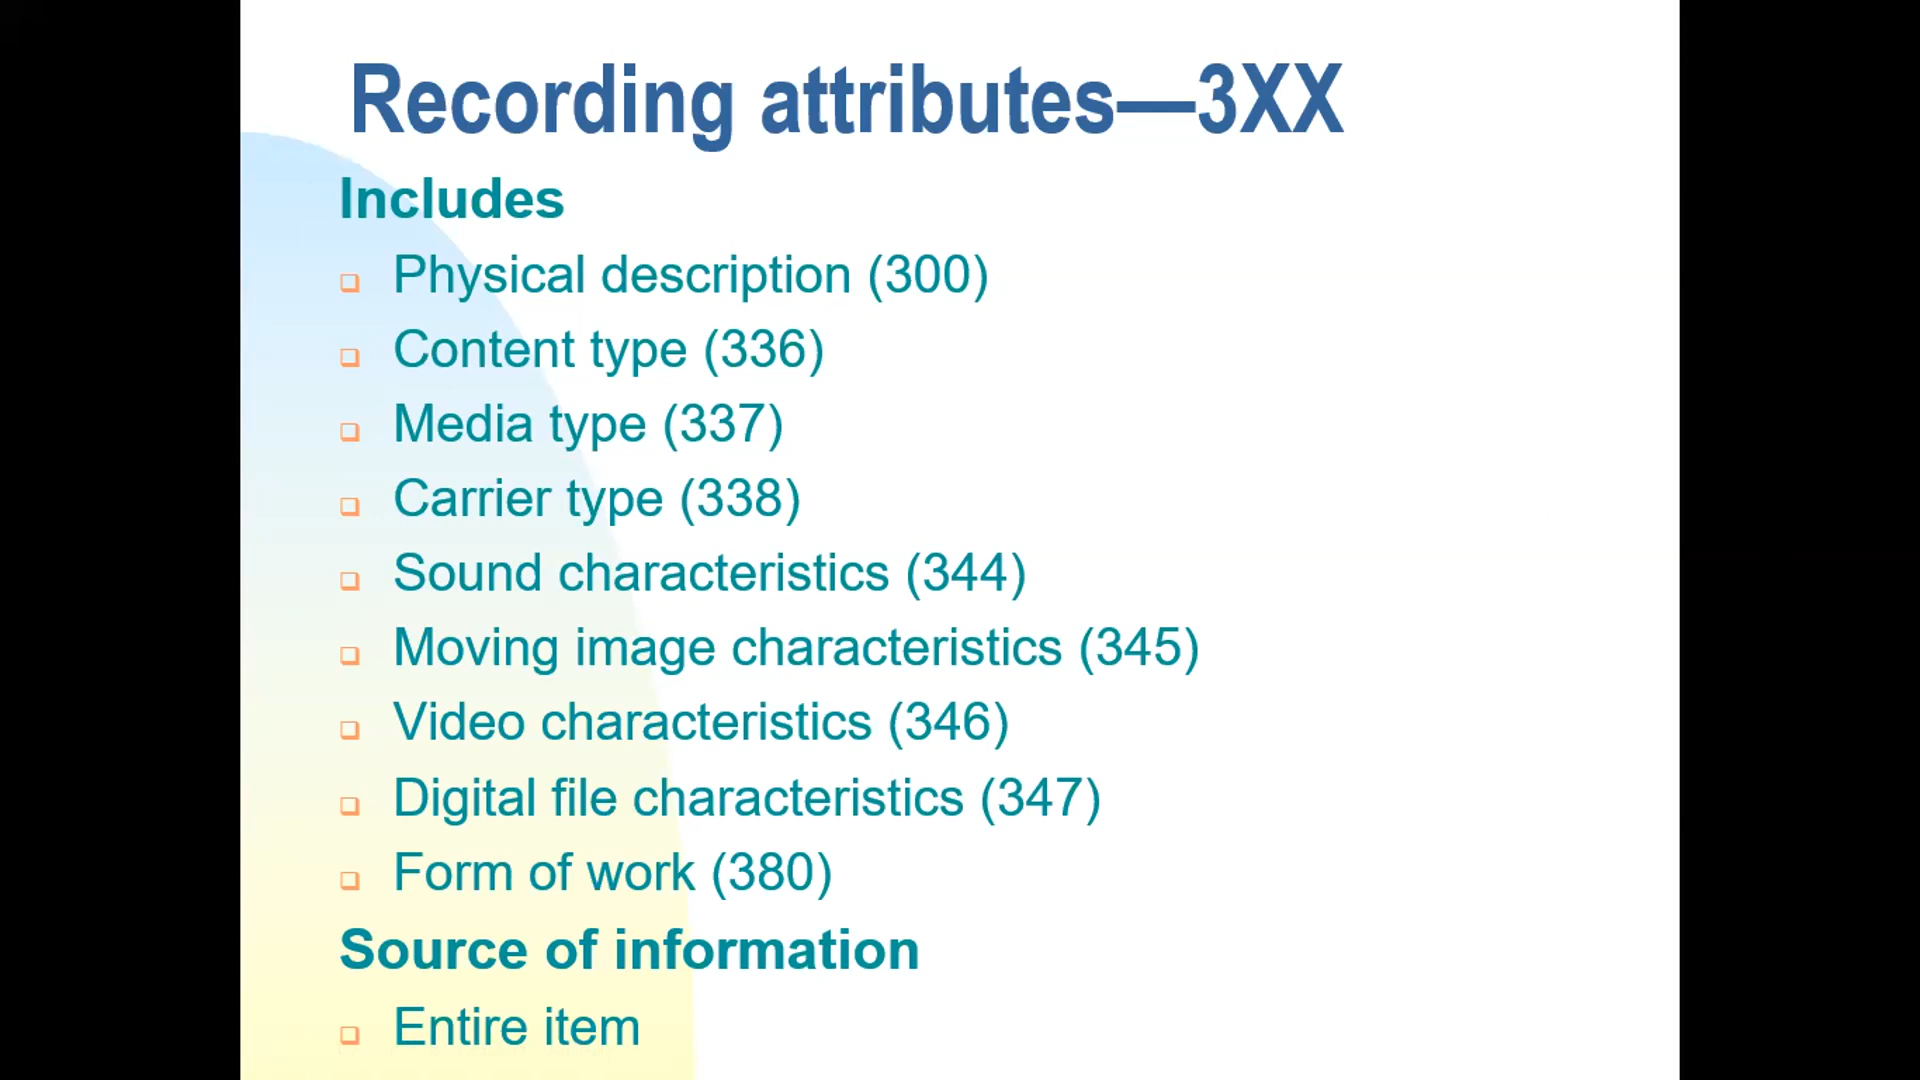 Recording attributes—3XX
Includes
Physical description (300)
Content type (336)
Media type (337)
Carrier type (338)
Sound characteristics (344)
Moving image characteristics (345)
Video characteristics (346)
Digital file characteristics (347)
Form of work (380)
Source of information
Entire item